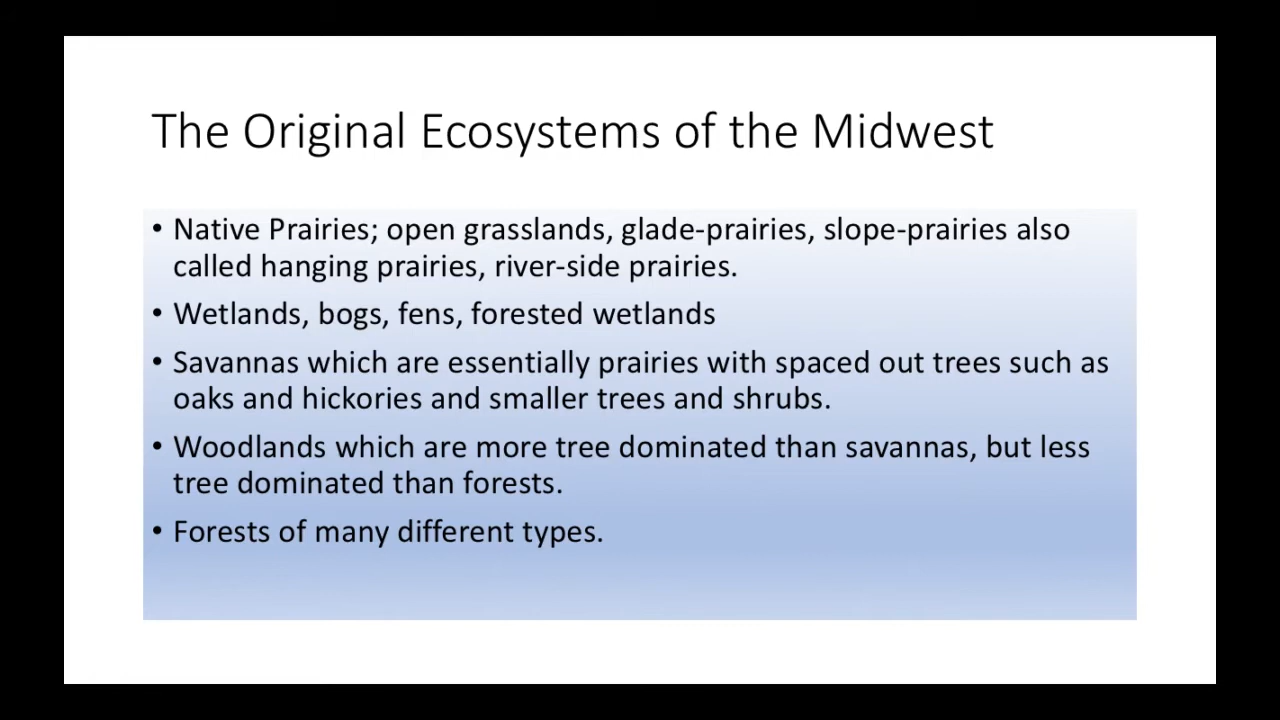 The Original Ecosystems of the Midwest
• Native Prairies; open grasslands, glade-prairies, slope-prairies also
called hanging prairies, river-side prairies.
• Wetlands, bogs, fens, forested wetlands
• Savannas which are essentially prairies with spaced out trees such as
oaks and hickories and smaller trees and shrubs.
• Woodlands which are more tree dominated than savannas, but less
tree dominated than forests.
• Forests of many different types.